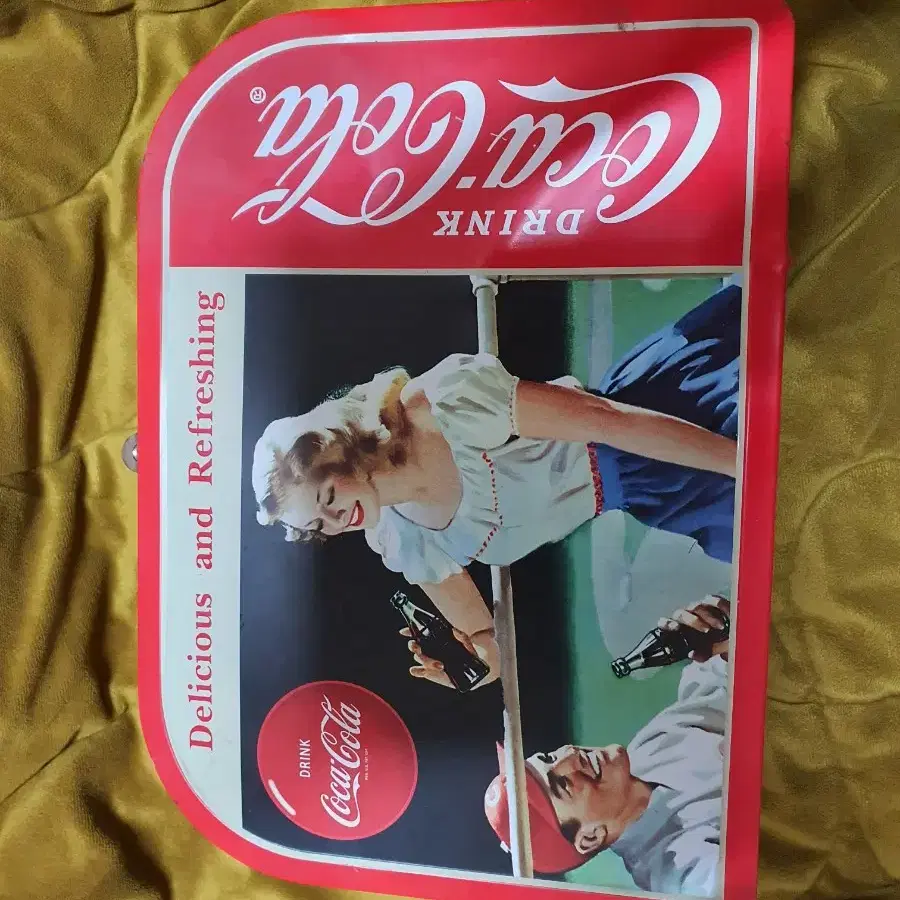 DRINK
Coca-Cola®
Delicious and Refreshing
DRINK
Coca-Cola